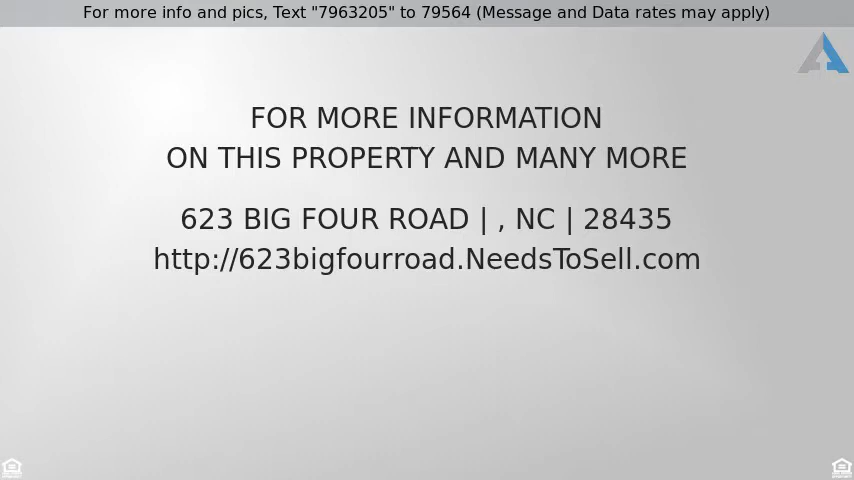 For more info and pics, Text "7963205" to 79564 (Message and Data rates may apply)
FOR MORE INFORMATION
ON THIS PROPERTY AND MANY MORE
623 BIG FOUR ROAD | , NC | 28435
http://623bigfourroad.NeedsToSell.com